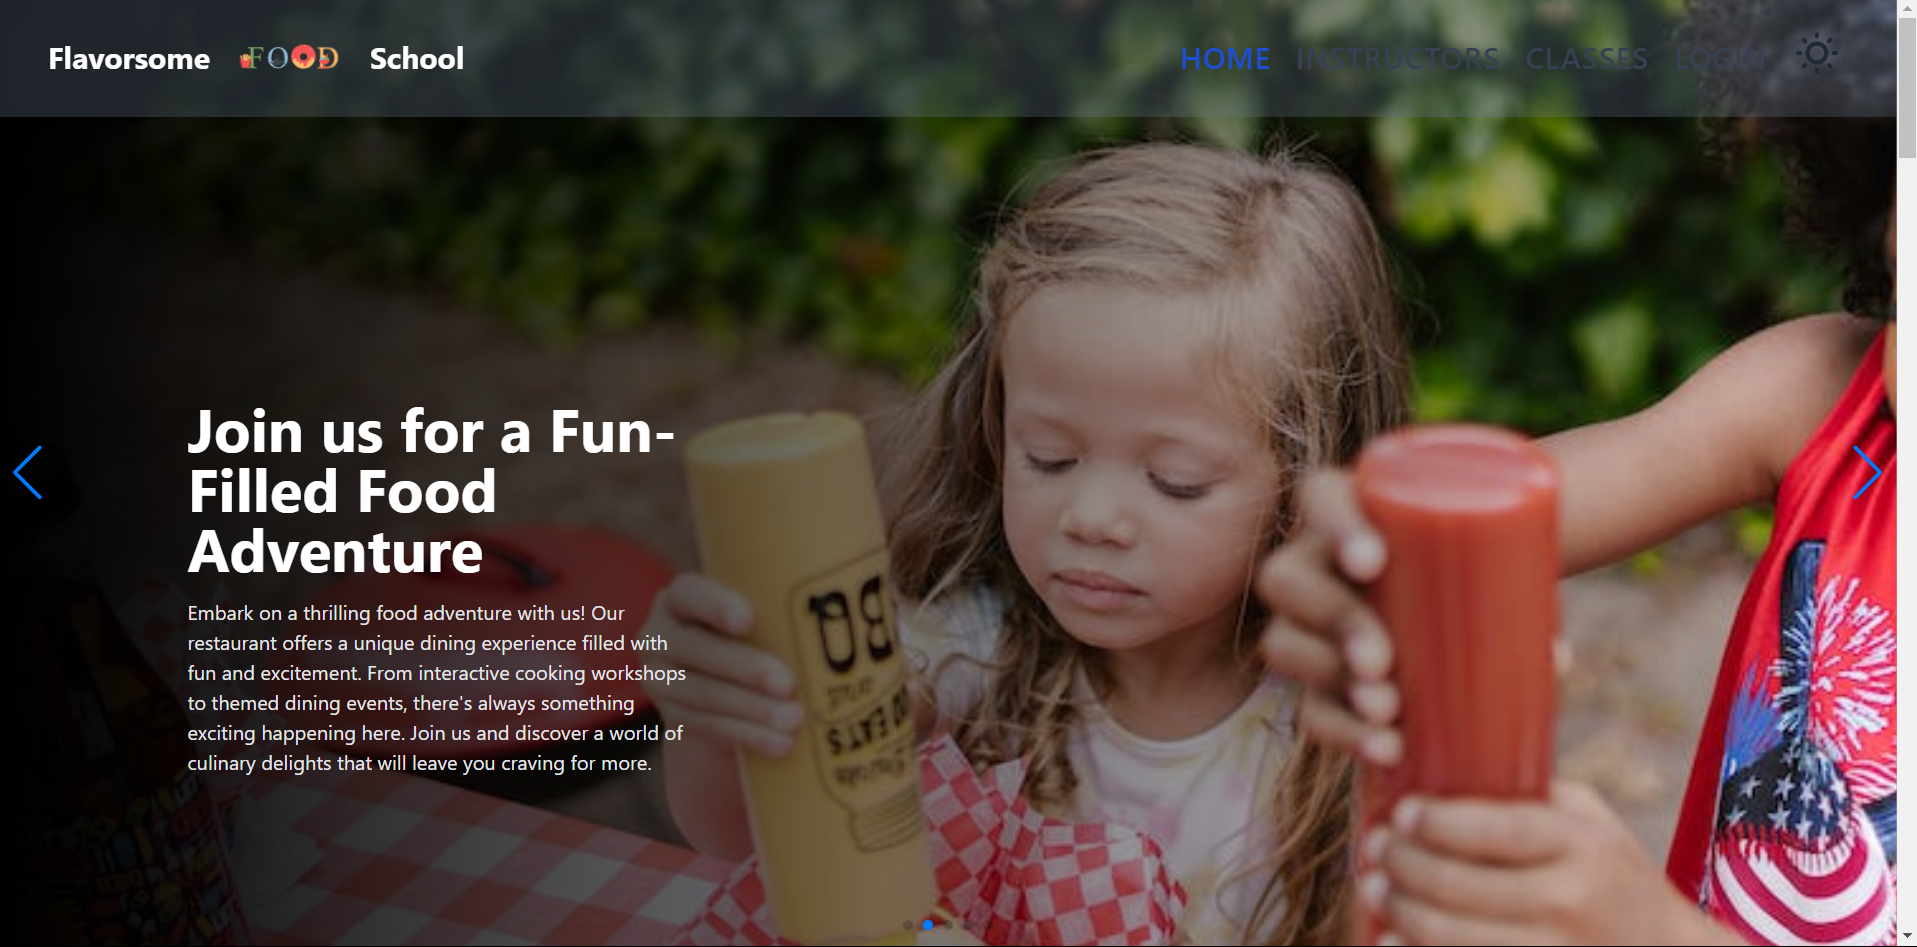 Flavorsome FOOD School
HOME INSTRUCTORS CLASSES LOGIN
Join us for a Fun-
Filled Food
Adventure
Embark on a thrilling food adventure with us! Our
restaurant offers a unique dining experience filled with
fun and excitement. From interactive cooking workshops
to themed dining events, there's always something
exciting happening here. Join us and discover a world of
culinary delights that will leave you craving for more.
BQ
EATS